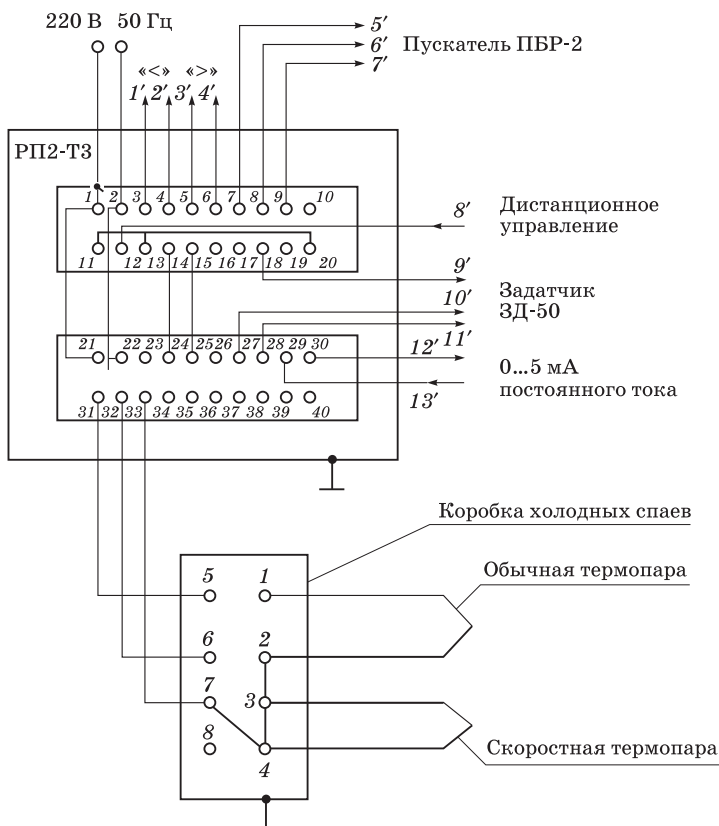 220 В 50 Гц
5′
6′ Пускатель ПБР-2
7′
«<» «>»
1′ 2′ 3′ 4′
РП2-Т3
1 2 3 4 5 6 7 8 9 10
8′ Дистанционное
управление
11 12 13 14 15 16 17 18 19 20
9′
10′ Задатчик
ЗД-50
11′
21 22 23 24 25 26 27 28 29 30
12′
0...5 мА
постоянного тока
13′
31 32 33 34 35 36 37 38 39 40
Коробка холодных спаев
Обычная термопара
5 1
6 2
7 3
8 4
Скоростная термопара